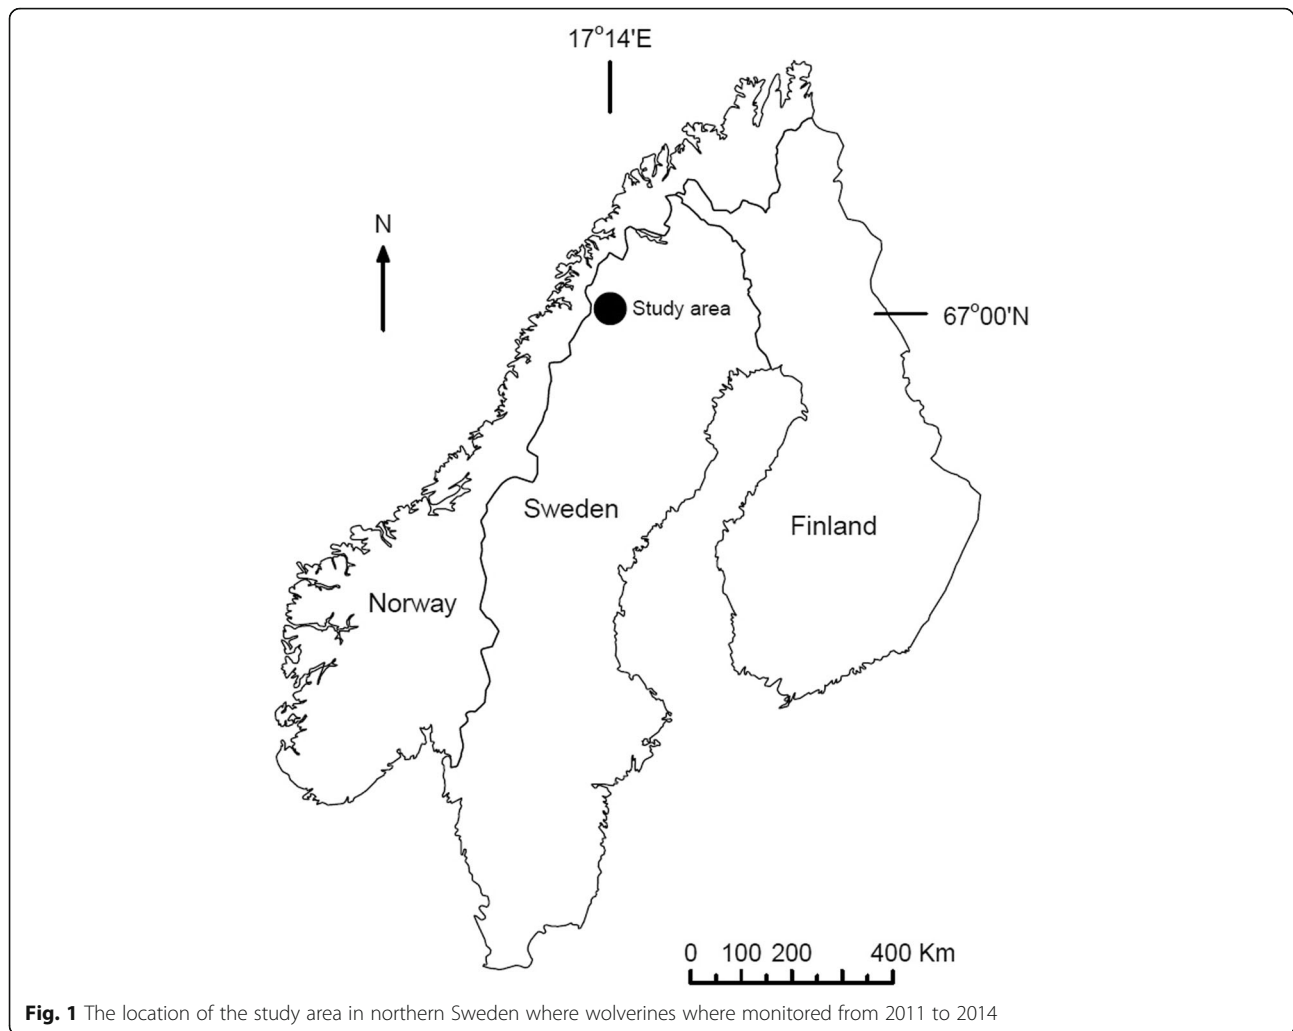 17°14'E
N
Study area
67°00'N
Sweden
Finland
Norway
0 100 200 400 Km
Fig. 1 The location of the study area in northern Sweden where wolverines where monitored from 2011 to 2014